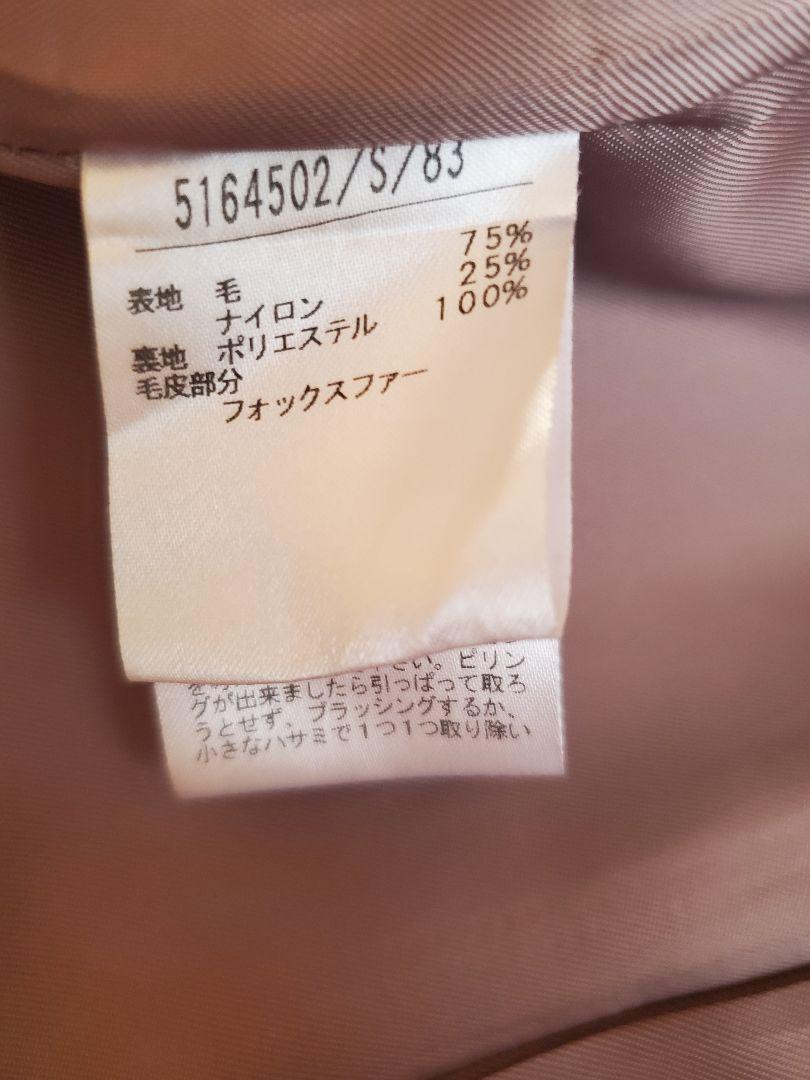 5164502/S/83
表地 毛 75%
ナイロン 25%
裏地 ポリエステル 100%
毛皮部分
フォックスファー
さい。ピリン
グが出来ましたら引っぱって取ろ
うとせず、ブラッシングするか、
小さなハサミで1つ1つ取り除い